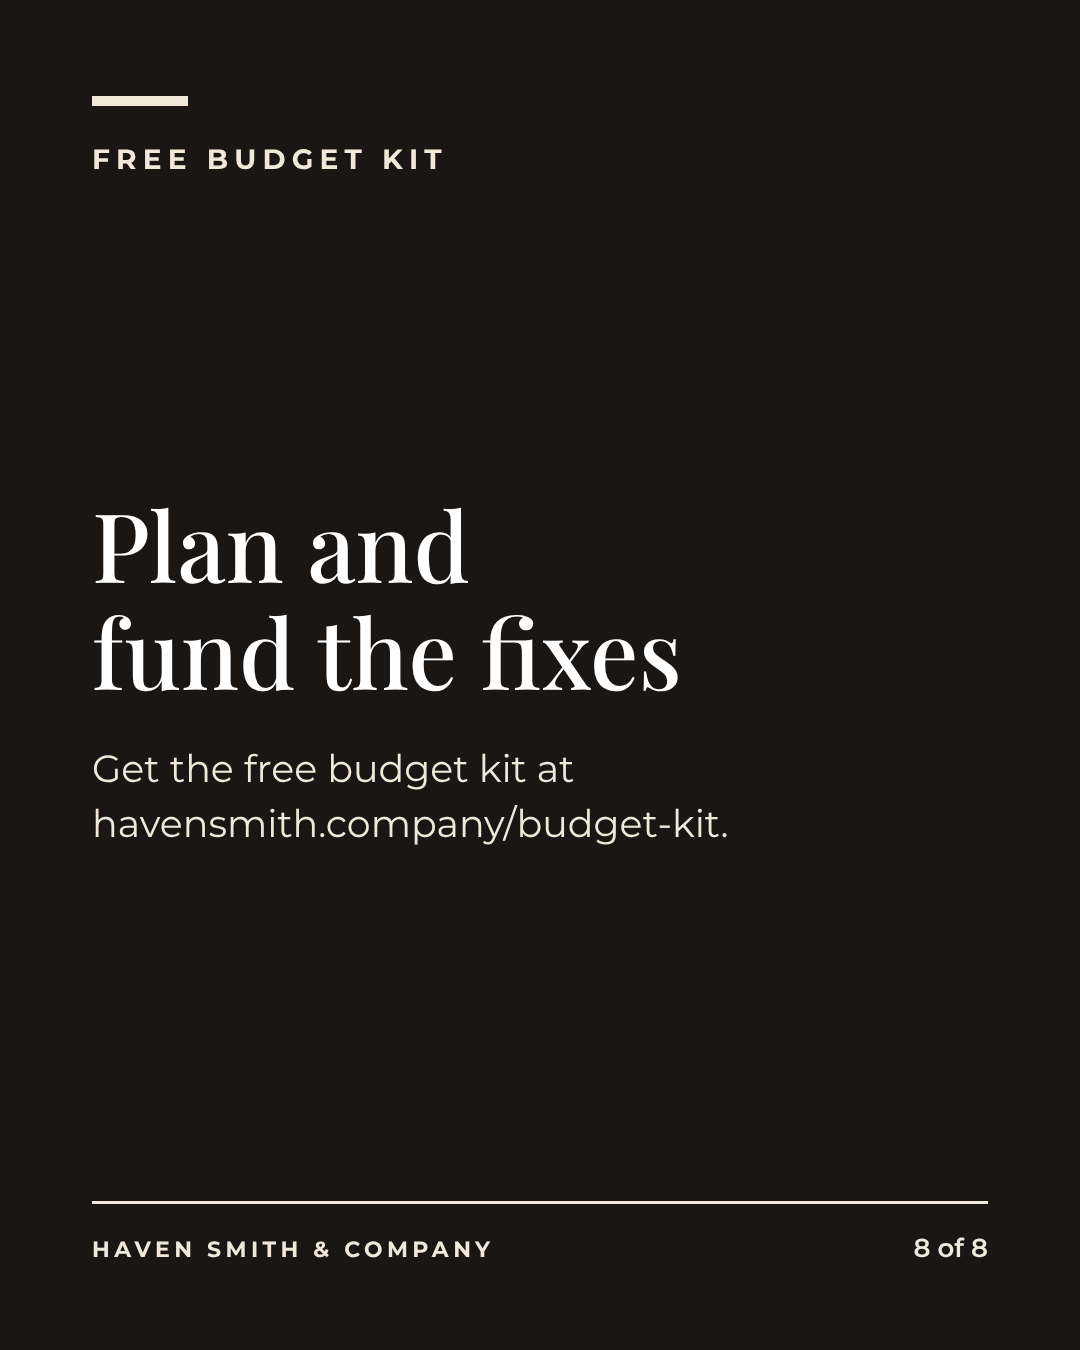 FREE BUDGET KIT
Plan and
fund the fixes
Get the free budget kit at
havensmith.company/budget-kit.
HAVEN SMITH & COMPANY
8 of 8